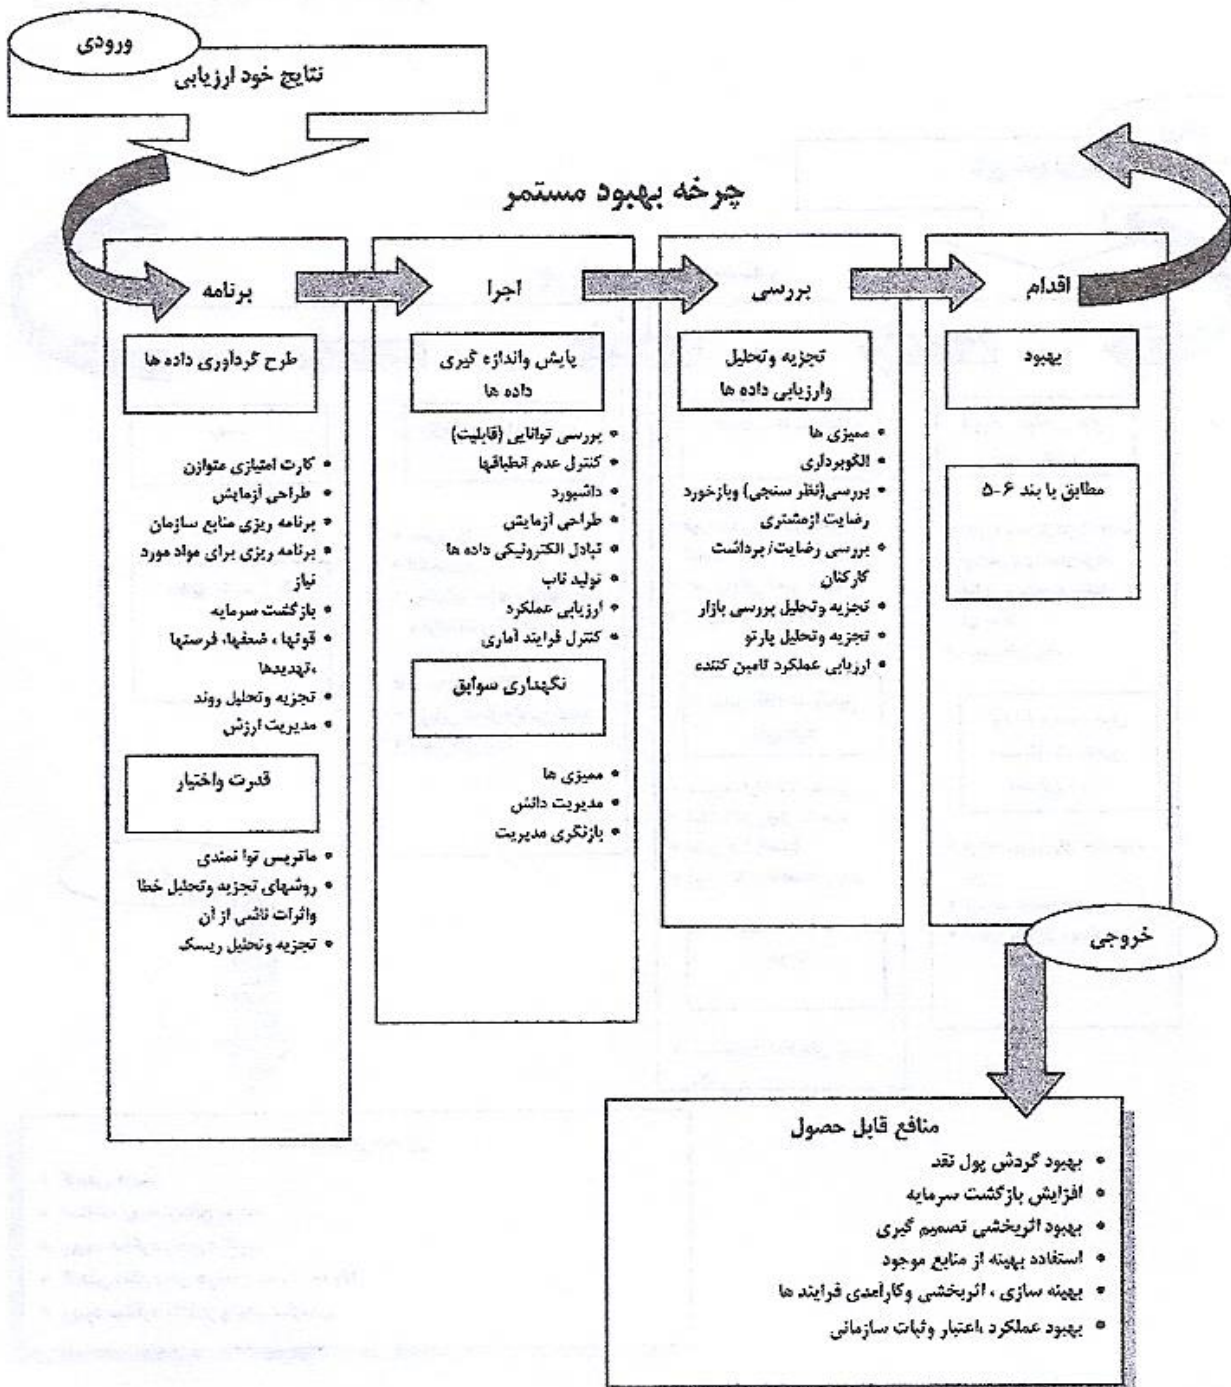 ورودی
نتایج خود ارزیابی
چرخه بهبود مستمر
برنامه
طرح گردآوری داده ها
• کارت امتیازی متوازن
• طراحی آزمایش
• برنامه ریزی منابع سازمان
• برنامه ریزی برای مواد مورد
نیاز
• بازگشت سرمایه
• قوتها ، ضعفها، فرصتها
،تهدیدها
• تجزیه وتحلیل روند
• مدیریت ارزش
قدرت واختیار
• ماتریس توا نمندی
• روشهای تجزیه وتحلیل خطا
واثرات ناشی از آن
• تجزیه وتحلیل ریسک
اجرا
پایش واندازه گیری
داده ها
• بررسی توانایی (قابلیت)
• کنترل عدم انطباقها
• داشبورد
• طراحی آزمایش
• تبادل الکترونیکی داده ها
• تولید ناب
• ارزیابی عملکرد
• کنترل فرایند آماری
نگهداری سوابق
• ممیزی ها
• مدیریت دانش
• بازنگری مدیریت
بررسی
تجزیه وتحلیل
وارزیابی داده ها
• ممیزی ها
• الگوبرداری
• بررسی(نظر سنجی) وبازخورد
رضایت ازمشتری
• بررسی رضایت/ برداشت
کارکنان
• تجزیه وتحلیل بررسی بازار
• تجزیه وتحلیل پارتو
• ارزیابی عملکرد تامین کننده
اقدام
بهبود
مطابق با بند ۶-۵
خروجی
منافع قابل حصول
• بهبود گردش پول نقد
• افزایش بازگشت سرمایه
• بهبود اثربخشی تصمیم گیری
• استفاده بهینه از منابع موجود
• بهینه سازی ، اثربخشی وکارآمدی فرایند ها
• بهبود عملکرد ،اعتبار وثبات سازمانی